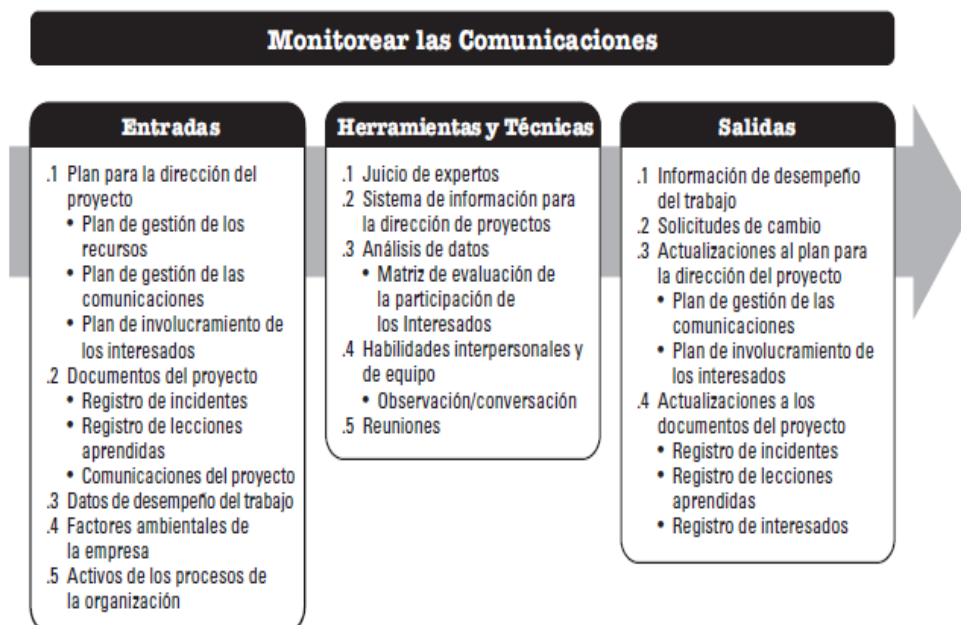 Monitorear las Comunicaciones
Entradas
.1 Plan para la dirección del
proyecto
• Plan de gestión de los
recursos
• Plan de gestión de las
comunicaciones
• Plan de involucramiento de
los interesados
.2 Documentos del proyecto
• Registro de incidentes
• Registro de lecciones
aprendidas
• Comunicaciones del proyecto
.3 Datos de desempeño del trabajo
.4 Factores ambientales de
la empresa
.5 Activos de los procesos de
la organización
Herramientas y Técnicas
.1 Juicio de expertos
.2 Sistema de información para
la dirección de proyectos
.3 Análisis de datos
• Matriz de evaluación de
la participación de
los Interesados
.4 Habilidades interpersonales y
de equipo
• Observación/conversación
.5 Reuniones
Salidas
.1 Información de desempeño
del trabajo
.2 Solicitudes de cambio
.3 Actualizaciones al plan para
la dirección del proyecto
• Plan de gestión de las
comunicaciones
• Plan de involucramiento de
los interesados
.4 Actualizaciones a los
documentos del proyecto
• Registro de incidentes
• Registro de lecciones
aprendidas
• Registro de interesados